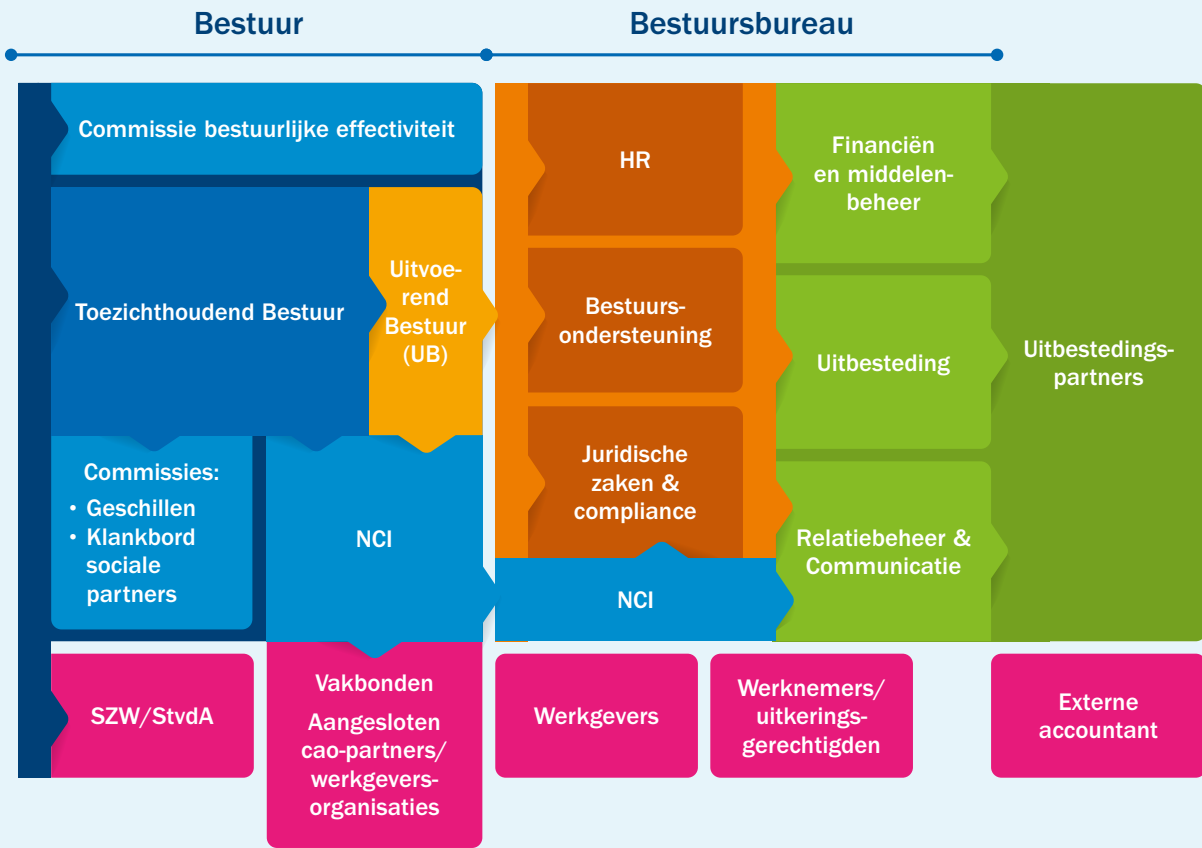 Bestuur
Bestuursbureau
Commissie bestuurlijke effectiviteit
Toezichthoudend Bestuur
Uitvoe-
rend
Bestuur
(UB)
Commissies:
• Geschillen
• Klankbord
sociale
partners
NCI
HR
Bestuurs-
ondersteuning
Juridische
zaken &
compliance
NCI
Financiën
en middelen-
beheer
Uitbesteding
Relatiebeheer &
Communicatie
Uitbestedings-
partners
SZW/StvdA
Vakbonden
Aangesloten
cao-partners/
werkgevers-
organisaties
Werkgevers
Werknemers/
uitkerings-
gerechtigden
Externe
accountant